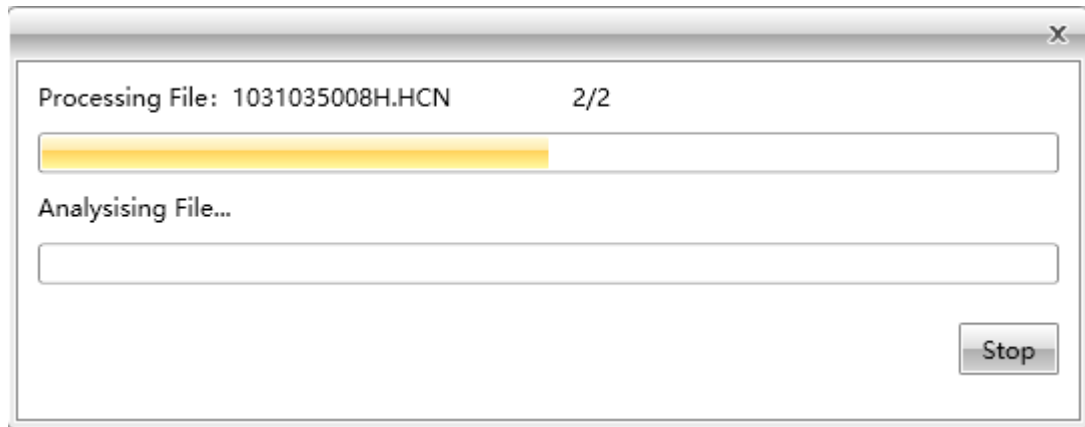 x
Processing File: 1031035008H.HCN 2/2
Analysising File...
Stop